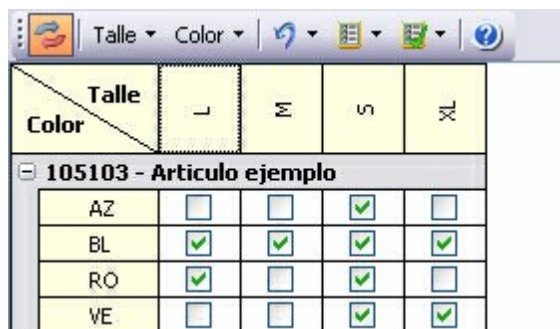 Talle Color
Talle
Color
L M S XL
105103 - Articulo ejemplo
AZ
BL
RO
VE